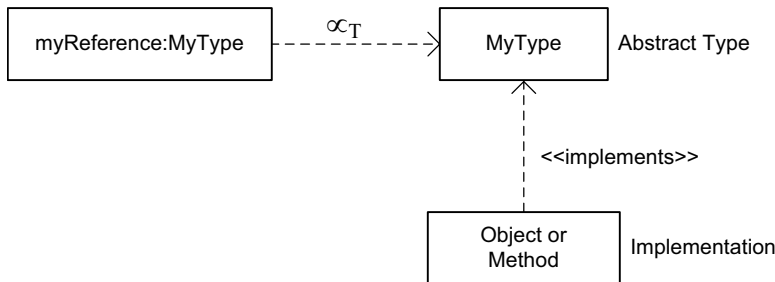 myReference:MyType
∝T
MyType
Abstract Type
<<implements>>
Object or
Method
Implementation